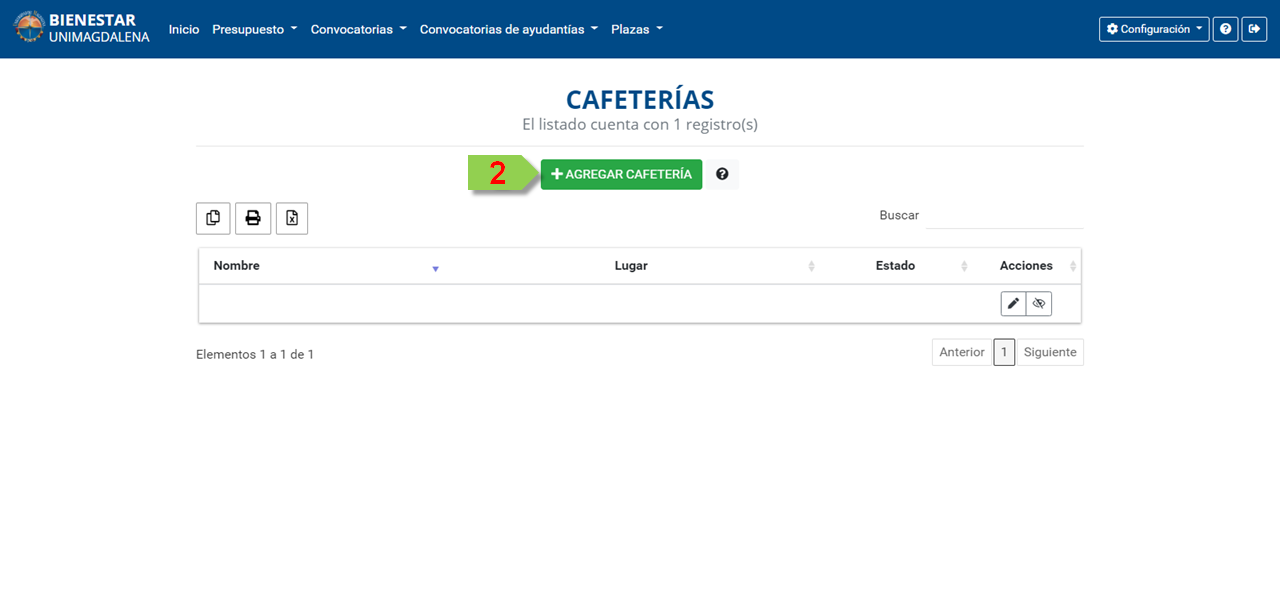 BIENESTAR
UNIMAGDALENA
Inicio Presupuesto Convocatorias Convocatorias de ayudantías Plazas Configuración
CAFETERÍAS
El listado cuenta con 1 registro(s)
2 AGREGAR CAFETERÍA
Buscar
Nombre Lugar Estado Acciones
Elementos 1 a 1 de 1 Anterior 1 Siguiente